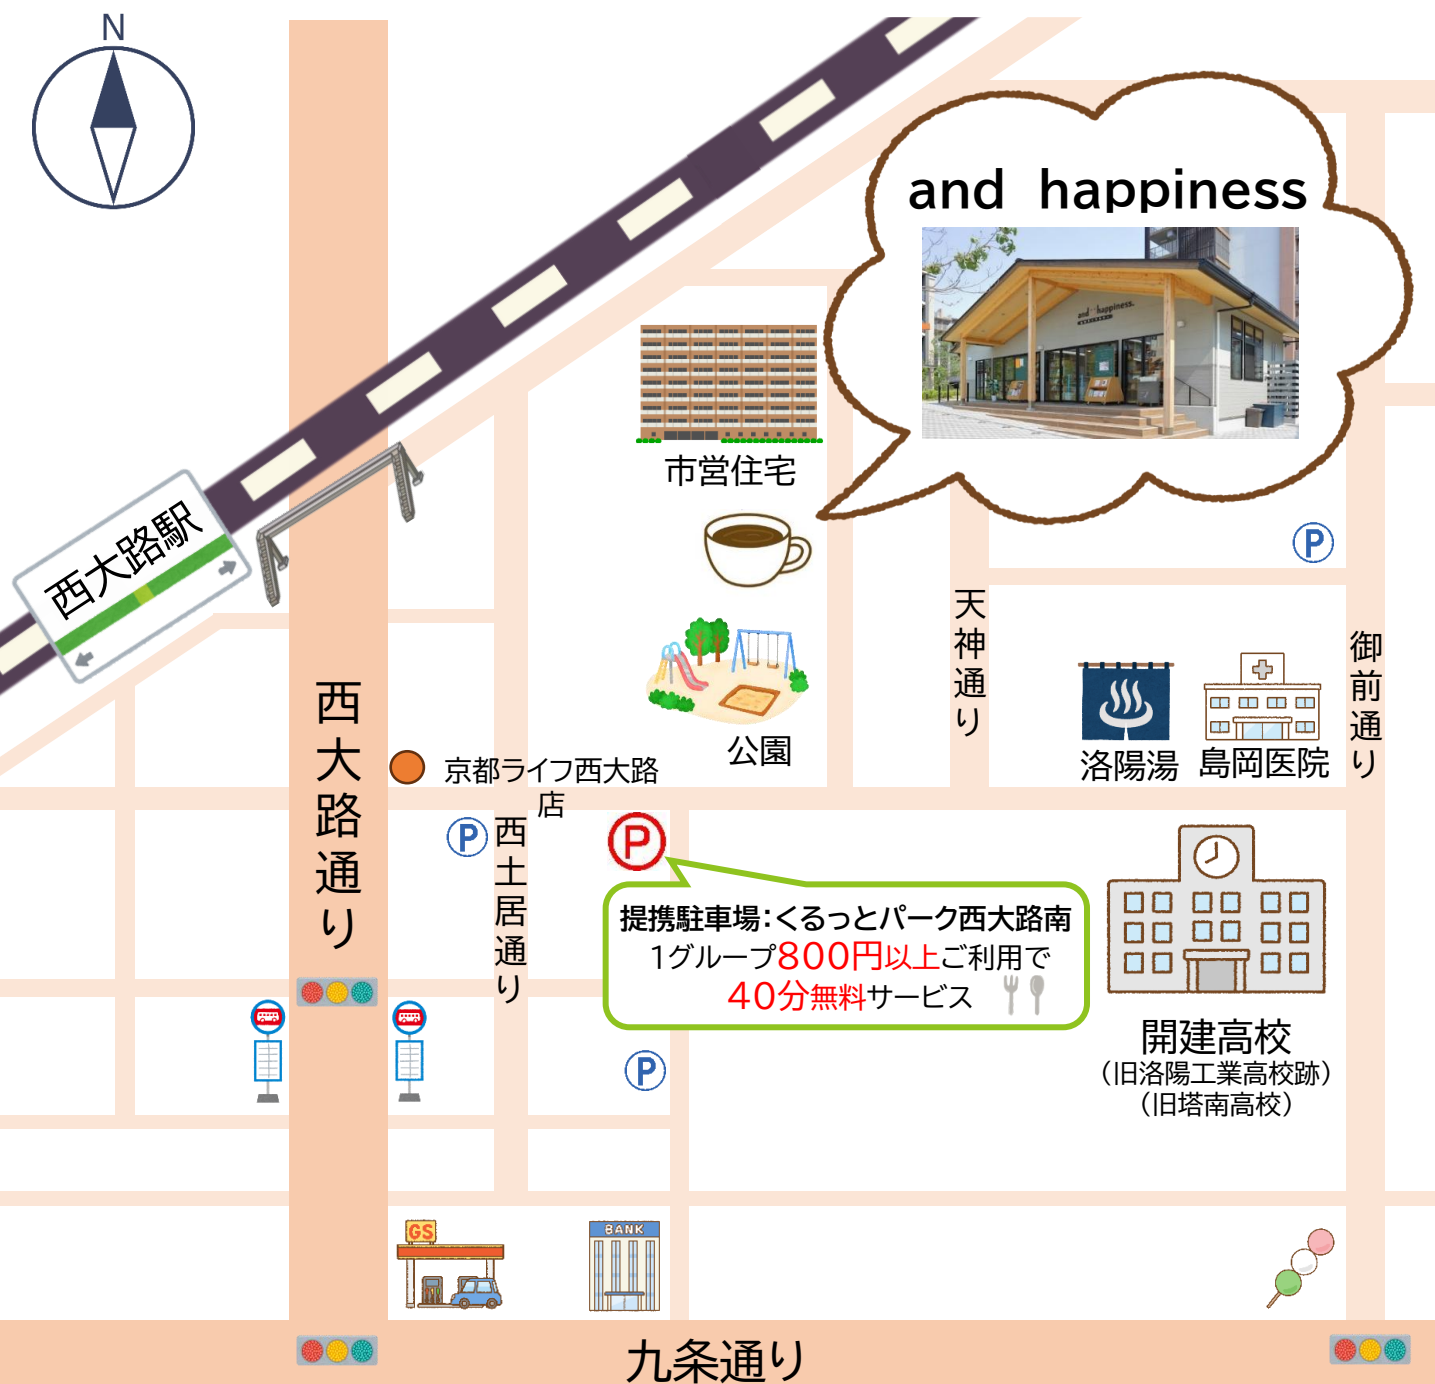 N
and happiness
and happiness.
市営住宅
西大路駅
P
天神通り
御前通り
西大路通り
公園
洛陽湯
島岡医院
京都ライフ西大路
店
P
西土居通り
P
提携駐車場：くるっとパーク西大路南
1グループ800円以上ご利用で
40分無料サービス
開建高校
（旧洛陽工業高校跡）
（旧塔南高校）
P
GS
BANK
九条通り